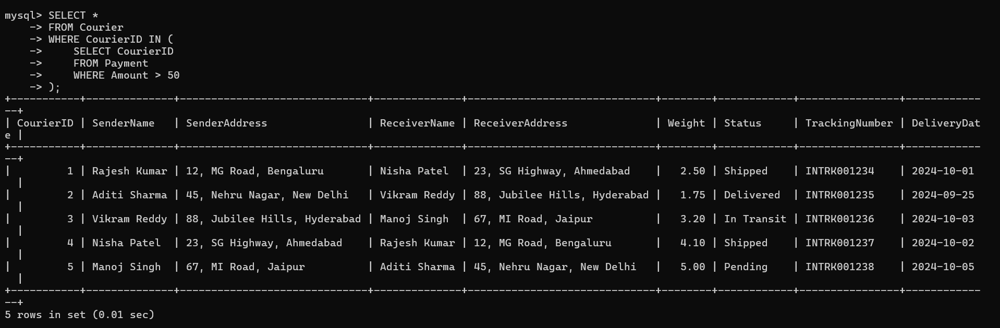 mysql> SELECT *
    -> FROM Courier
    -> WHERE CourierID IN (
    ->     SELECT CourierID
    ->     FROM Payment
    ->     WHERE Amount > 50
    -> );
+-----------+--------------+------------------------------+--------------+------------------------------+--------+------------+----------------+------------
--+
| CourierID | SenderName   | SenderAddress                | ReceiverName | ReceiverAddress              | Weight | Status     | TrackingNumber | DeliveryDat
e |
+-----------+--------------+------------------------------+--------------+------------------------------+--------+------------+----------------+------------
--+
|         1 | Rajesh Kumar | 12, MG Road, Bengaluru       | Nisha Patel  | 23, SG Highway, Ahmedabad    |   2.50 | Shipped    | INTRK001234    | 2024-10-01
  |
|         2 | Aditi Sharma | 45, Nehru Nagar, New Delhi   | Vikram Reddy | 88, Jubilee Hills, Hyderabad |   1.75 | Delivered  | INTRK001235    | 2024-09-25
  |
|         3 | Vikram Reddy | 88, Jubilee Hills, Hyderabad | Manoj Singh  | 67, MI Road, Jaipur          |   3.20 | In Transit | INTRK001236    | 2024-10-03
  |
|         4 | Nisha Patel  | 23, SG Highway, Ahmedabad    | Rajesh Kumar | 12, MG Road, Bengaluru       |   4.10 | Shipped    | INTRK001237    | 2024-10-02
  |
|         5 | Manoj Singh  | 67, MI Road, Jaipur          | Aditi Sharma | 45, Nehru Nagar, New Delhi   |   5.00 | Pending    | INTRK001238    | 2024-10-05
  |
+-----------+--------------+------------------------------+--------------+------------------------------+--------+------------+----------------+------------
--+
5 rows in set (0.01 sec)